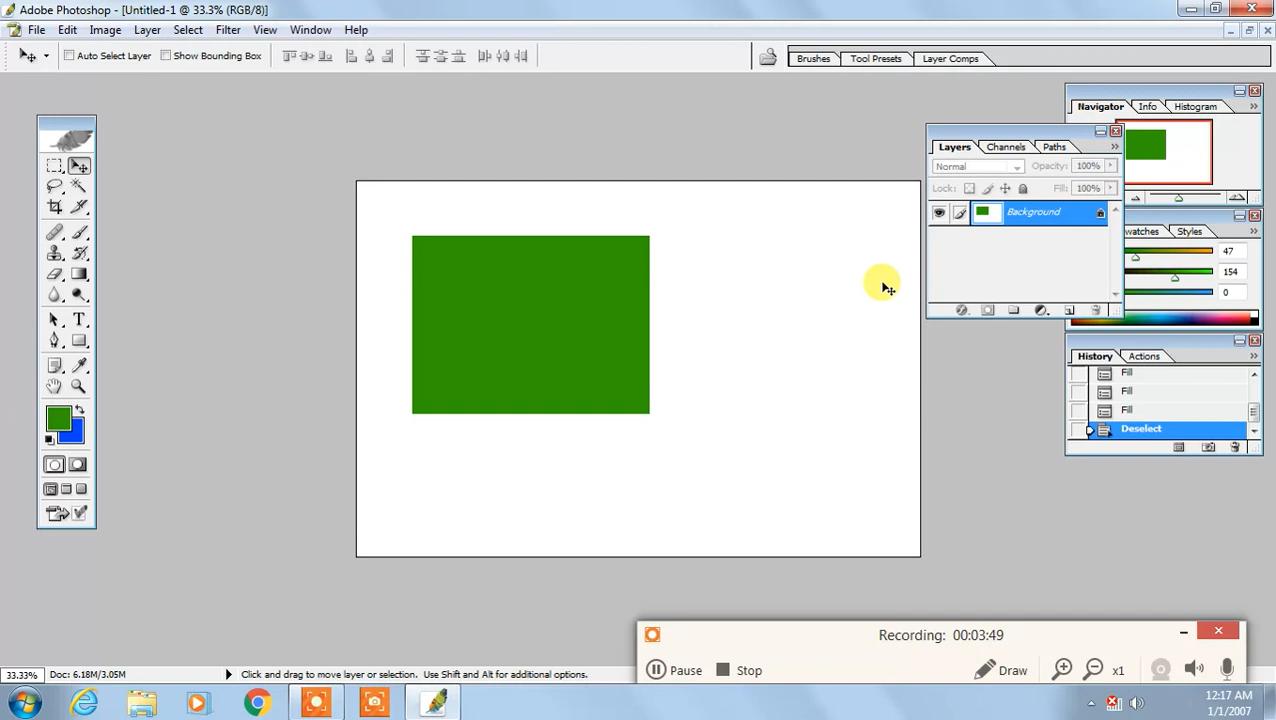 Adobe Photoshop - [Untitled-1 @ 33.3% (RGB/8)]
File Edit Image Layer Select Filter View Window Help
Auto Select Layer Show Bounding Box
Brushes Tool Presets Layer Comps
Navigator Info Histogram
Layers Channels Paths
Normal Opacity: 100%
Lock: Fill: 100%
Background
watches Styles
47
154
0
History Actions
Fill
Fill
Fill
Deselect
Recording: 00:03:49
Pause Stop Draw x1
33.33% Doc: 6.18M/3.05M Click and drag to move layer or selection. Use Shift and Alt for additional options.
12:17 AM
1/1/2007